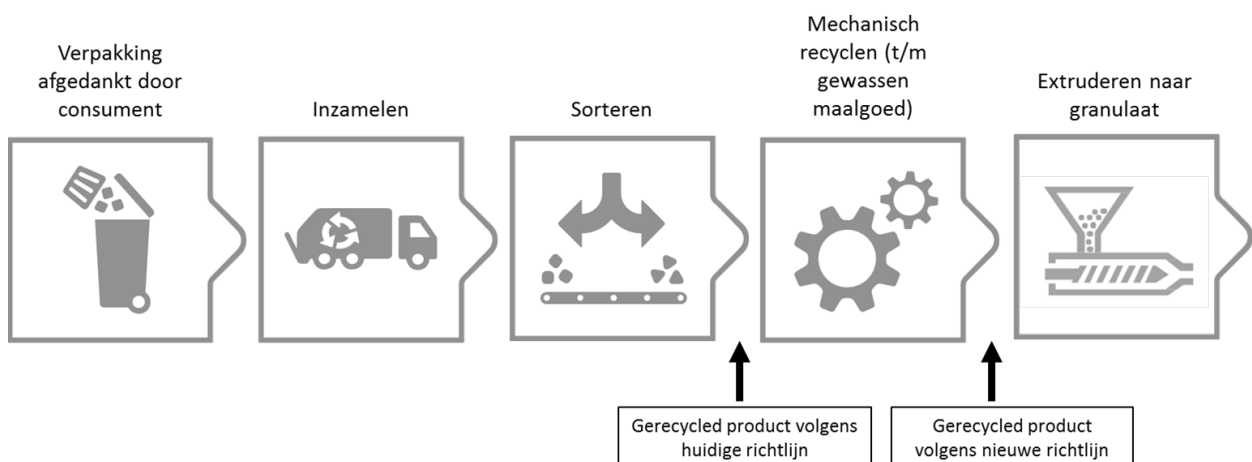 Verpakking
afgedankt door
consument
Inzamelen
Sorteren
Mechanisch
recyclen (t/m
gewassen
maalgoed)
Extruderen naar
granulaat
Gerecycled product volgens
huidige richtlijn
Gerecycled product
volgens nieuwe richtlijn